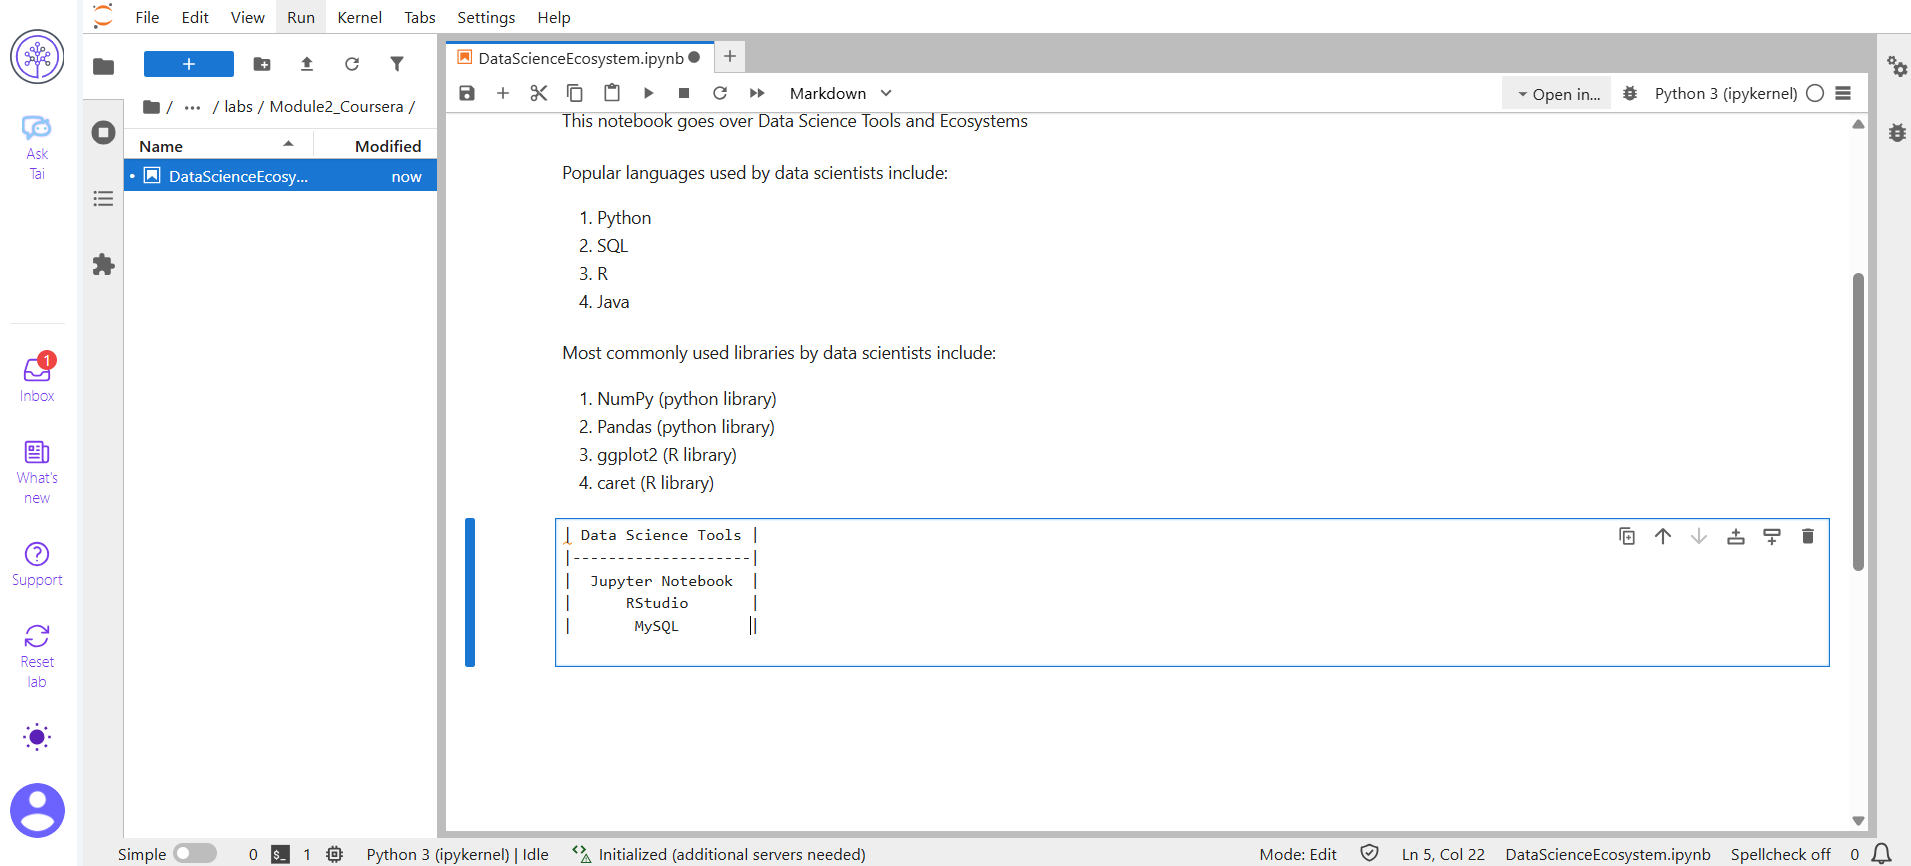 File Edit View Run Kernel Tabs Settings Help
Ask
Tai
1
Inbox
What's
new
Support
Reset
lab
/ ... / labs / Module2_Coursera /
Name Modified
DataScienceEcosy... now
DataScienceEcosystem.ipynb
Markdown
Open in...
Python 3 (ipykernel)
This notebook goes over Data Science Tools and Ecosystems
Popular languages used by data scientists include:
1. Python
2. SQL
3. R
4. Java
Most commonly used libraries by data scientists include:
1. NumPy (python library)
2. Pandas (python library)
3. ggplot2 (R library)
4. caret (R library)
| Data Science Tools |
|--------------------|
|  Jupyter Notebook  |
|      RStudio       |
|       MySQL        |
Simple 0 $_ 1 Python 3 (ipykernel) | Idle Initialized (additional servers needed) Mode: Edit Ln 5, Col 22 DataScienceEcosystem.ipynb Spellcheck off 0